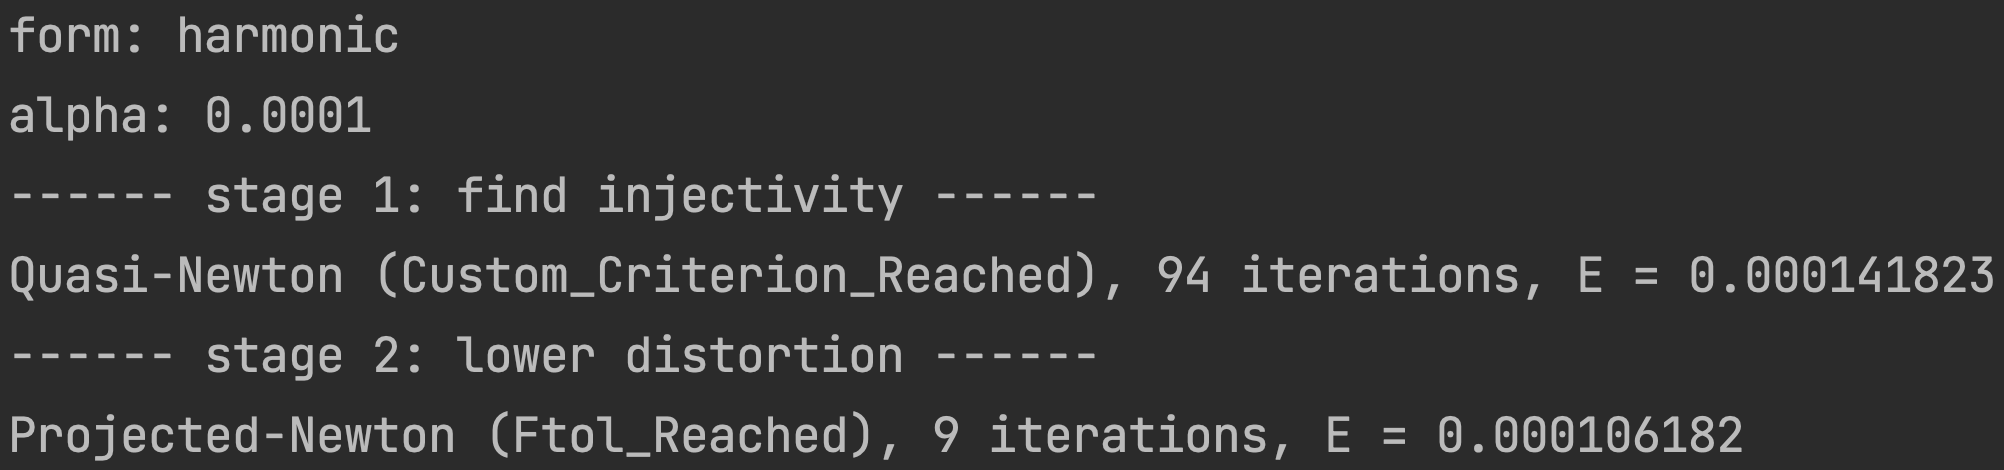 form: harmonic
alpha: 0.0001
------ stage 1: find injectivity ------
Quasi-Newton (Custom_Criterion_Reached), 94 iterations, E = 0.000141823
------ stage 2: lower distortion ------
Projected-Newton (Ftol_Reached), 9 iterations, E = 0.000106182